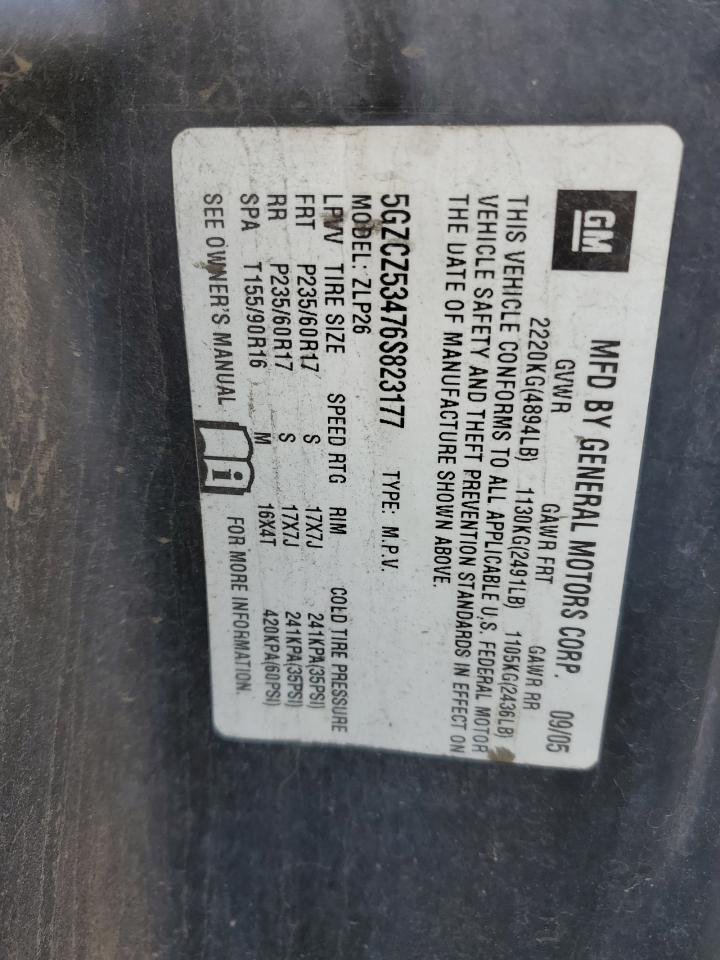 GM
MFD BY GENERAL MOTORS CORP. 09/05
GVWR GAWR FRT GAWR RR
2220KG(4894LB) 1130KG(2491LB) 1105KG(2436LB)
THIS VEHICLE CONFORMS TO ALL APPLICABLE U.S. FEDERAL MOTOR
VEHICLE SAFETY AND THEFT PREVENTION STANDARDS IN EFFECT ON
THE DATE OF MANUFACTURE SHOWN ABOVE.
5GZCZ53476S823177 TYPE: M.P.V.
MODEL: ZLP26
LPVV TIRE SIZE SPEED RTG RIM COLD TIRE PRESSURE
FRT P235/60R17 S 17X7J 241KPA(35PSI)
RR P235/60R17 S 17X7J 241KPA(35PSI)
SPA T155/90R16 M 16X4T 420KPA(60PSI)
SEE OWNER'S MANUAL i FOR MORE INFORMATION.